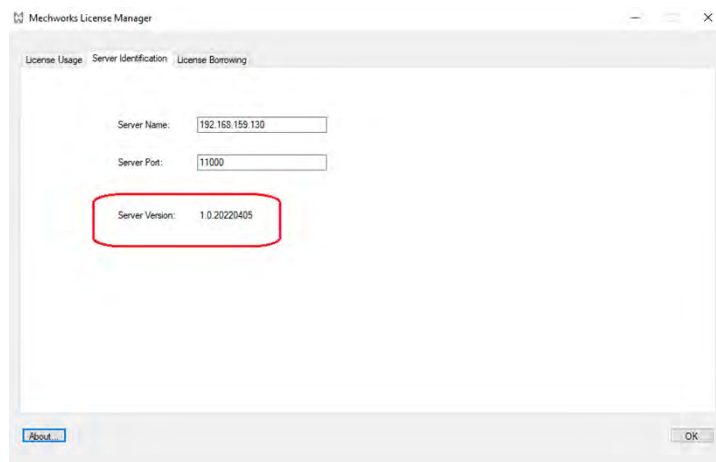 Mechworks License Manager
License Usage Server Identification License Borrowing
Server Name: 192.168.159.130
Server Port: 11000
Server Version: 1.0.20220405
About... OK